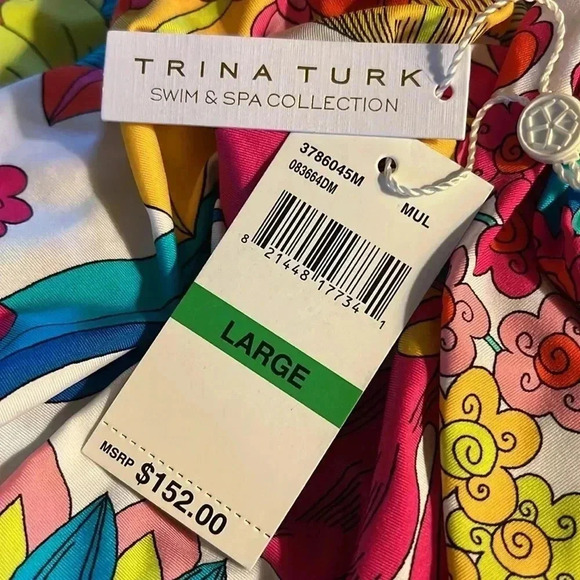 TRINA TURK
SWIM & SPA COLLECTION
3786045M
083664DM
MUL
8 21448 17734 1
LARGE
MSRP $152.00